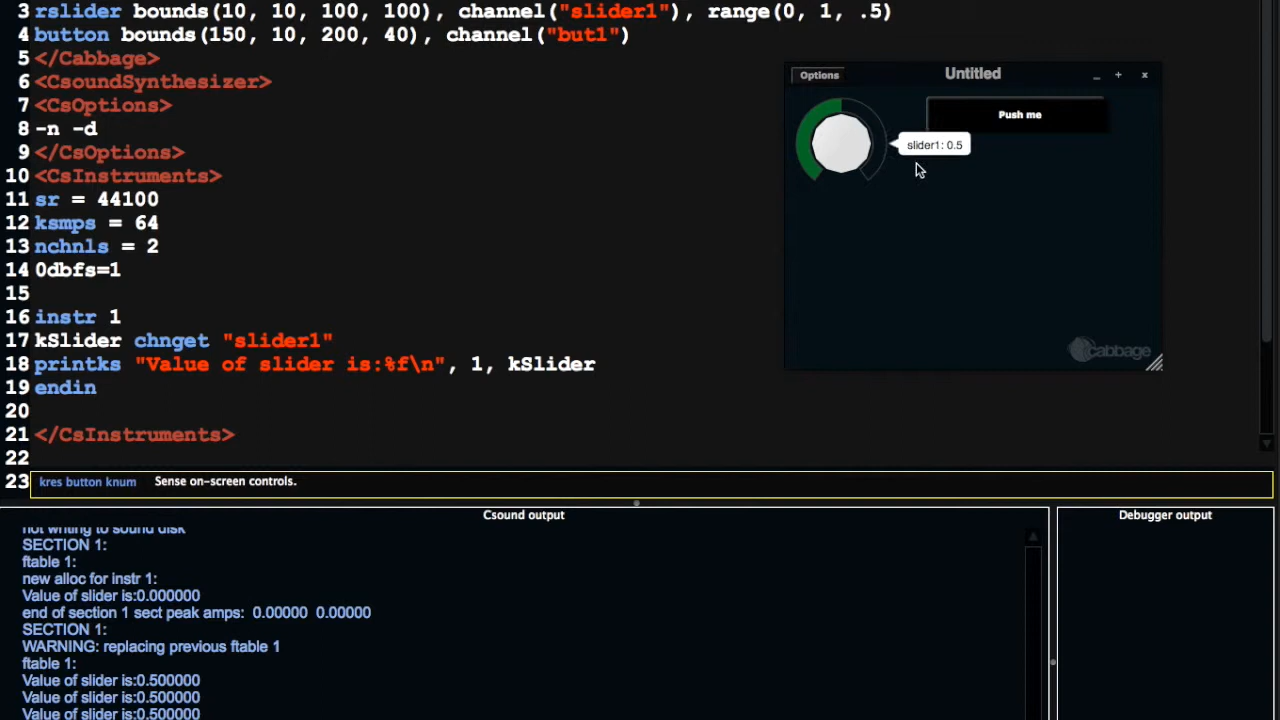 3 rslider bounds(10, 10, 100, 100), channel("slider1"), range(0, 1, .5)
4 button bounds(150, 10, 200, 40), channel("but1")
5 </Cabbage>
6 <CsoundSynthesizer>
7 <CsOptions>
8 -n -d
9 </CsOptions>
10 <CsInstruments>
11 sr = 44100
12 ksmps = 64
13 nchnls = 2
14 0dbfs=1
15
16 instr 1
17 kSlider chnget "slider1"
18 printks "Value of slider is:%f\n", 1, kSlider
19 endin
20
21 </CsInstruments>
22
23
Options
Untitled
Push me
slider1: 0.5
cabbage
kres button knum Sense on-screen controls.
Csound output
not writing to sound disk
SECTION 1:
ftable 1:
new alloc for instr 1:
Value of slider is:0.000000
end of section 1 sect peak amps: 0.00000 0.00000
SECTION 1:
WARNING: replacing previous ftable 1
ftable 1:
Value of slider is:0.500000
Value of slider is:0.500000
Value of slider is:0.500000
Debugger output